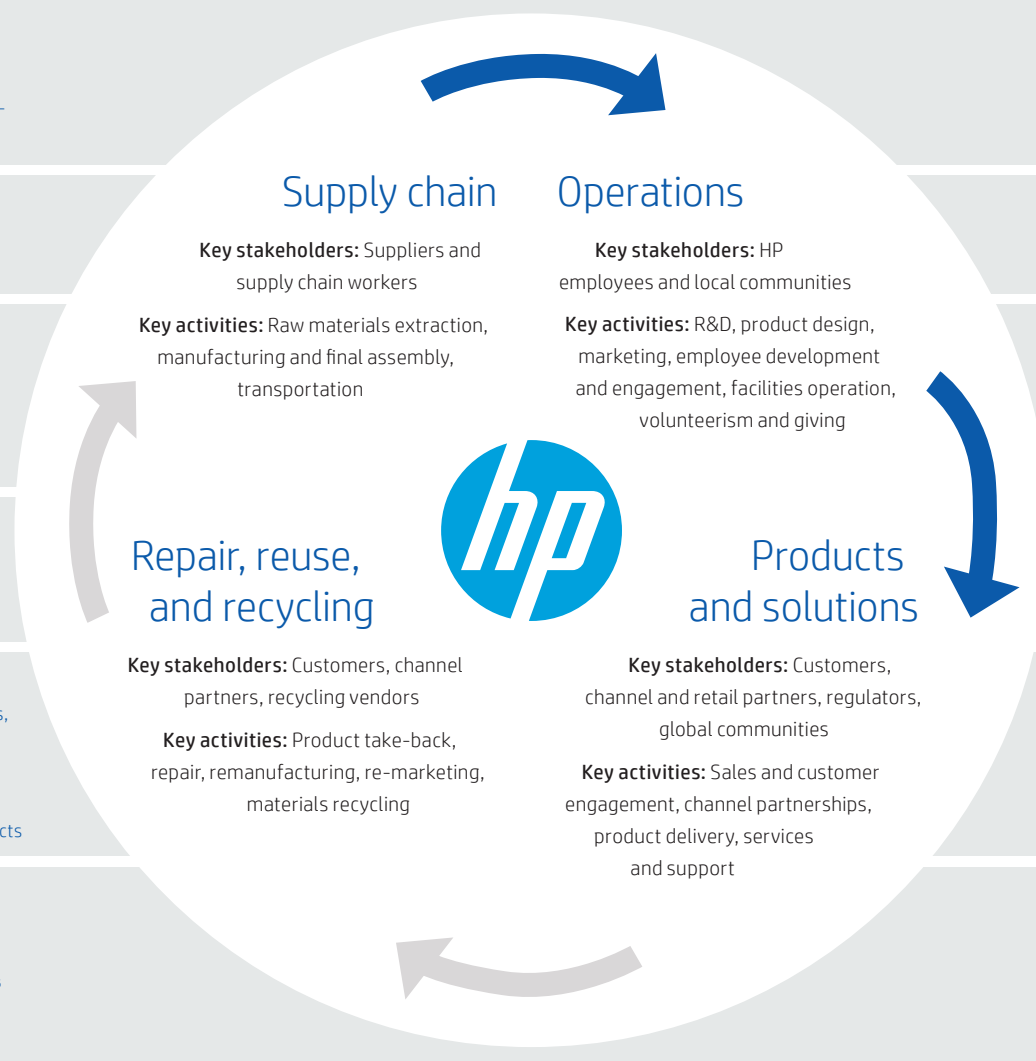 Supply chain
Key stakeholders: Suppliers and
supply chain workers
Key activities: Raw materials extraction,
manufacturing and final assembly,
transportation
Operations
Key stakeholders: HP
employees and local communities
Key activities: R&D, product design,
marketing, employee development
and engagement, facilities operation,
volunteerism and giving
hp
Repair, reuse,
and recycling
Key stakeholders: Customers, channel
partners, recycling vendors
Key activities: Product take-back,
repair, remanufacturing, re-marketing,
materials recycling
Products
and solutions
Key stakeholders: Customers,
channel and retail partners, regulators,
global communities
Key activities: Sales and customer
engagement, channel partnerships,
product delivery, services
and support